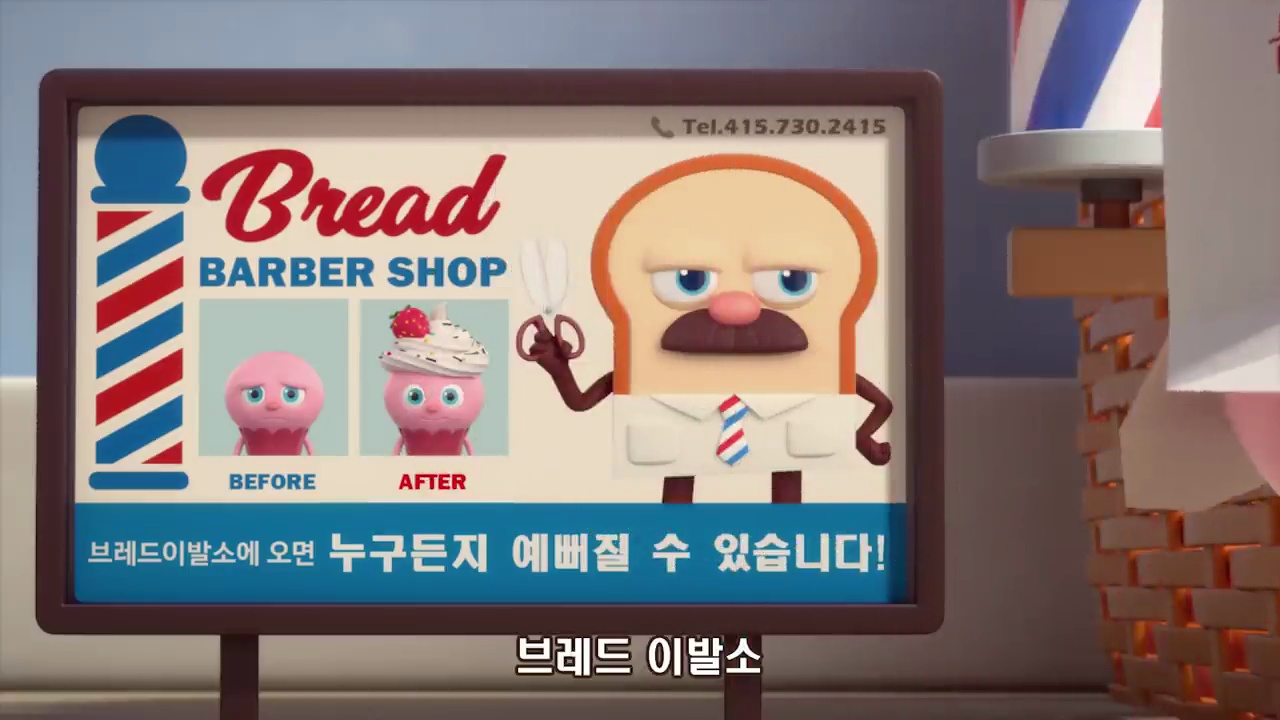 Tel.415.730.2415
Bread
BARBER SHOP
BEFORE
AFTER
브레드이발소에 오면 누구든지 예뻐질 수 있습니다!
브레드 이발소